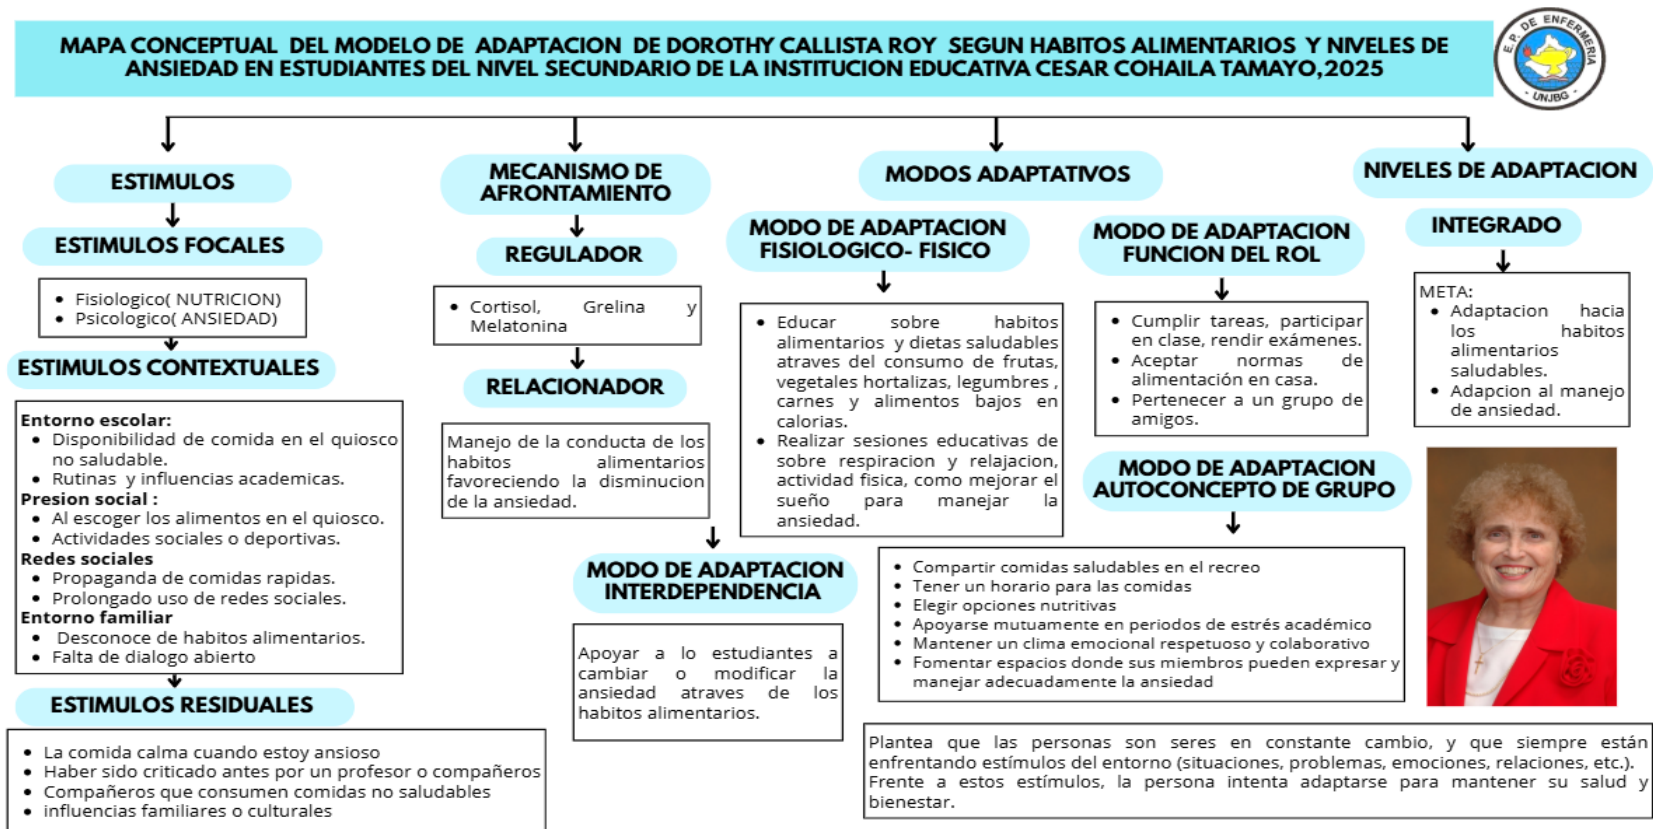 MAPA CONCEPTUAL DEL MODELO DE ADAPTACION DE DOROTHY CALLISTA ROY SEGUN HABITOS ALIMENTARIOS Y NIVELES DE
ANSIEDAD EN ESTUDIANTES DEL NIVEL SECUNDARIO DE LA INSTITUCION EDUCATIVA CESAR COHAILA TAMAYO,2025
E.P. DE ENFERMERIA
- UNJBG -
ESTIMULOS
ESTIMULOS FOCALES
• Fisiologico( NUTRICION)
• Psicologico( ANSIEDAD)
ESTIMULOS CONTEXTUALES
Entorno escolar:
• Disponibilidad de comida en el quiosco
no saludable.
• Rutinas y influencias academicas.
Presion social :
• Al escoger los alimentos en el quiosco.
• Actividades sociales o deportivas.
Redes sociales
• Propaganda de comidas rapidas.
• Prolongado uso de redes sociales.
Entorno familiar
• Desconoce de habitos alimentarios.
• Falta de dialogo abierto
ESTIMULOS RESIDUALES
• La comida calma cuando estoy ansioso
• Haber sido criticado antes por un profesor o compañeros
• Compañeros que consumen comidas no saludables
• influencias familiares o culturales
MECANISMO DE
AFRONTAMIENTO
REGULADOR
• Cortisol, Grelina y
Melatonina
RELACIONADOR
Manejo de la conducta de los
habitos alimentarios
favoreciendo la disminucion
de la ansiedad.
MODO DE ADAPTACION
INTERDEPENDENCIA
Apoyar a lo estudiantes a
cambiar o modificar la
ansiedad atraves de los
habitos alimentarios.
MODOS ADAPTATIVOS
MODO DE ADAPTACION
FISIOLOGICO- FISICO
• Educar sobre habitos
alimentarios y dietas saludables
atraves del consumo de frutas,
vegetales hortalizas, legumbres ,
carnes y alimentos bajos en
calorias.
• Realizar sesiones educativas de
sobre respiracion y relajacion,
actividad fisica, como mejorar el
sueño para manejar la
ansiedad.
MODO DE ADAPTACION
FUNCION DEL ROL
• Cumplir tareas, participar
en clase, rendir exámenes.
• Aceptar normas de
alimentación en casa.
• Pertenecer a un grupo de
amigos.
MODO DE ADAPTACION
AUTOCONCEPTO DE GRUPO
• Compartir comidas saludables en el recreo
• Tener un horario para las comidas
• Elegir opciones nutritivas
• Apoyarse mutuamente en periodos de estrés académico
• Mantener un clima emocional respetuoso y colaborativo
• Fomentar espacios donde sus miembros pueden expresar y
manejar adecuadamente la ansiedad
NIVELES DE ADAPTACION
INTEGRADO
META:
• Adaptacion hacia
los habitos
alimentarios
saludables.
• Adapcion al manejo
de ansiedad.
Plantea que las personas son seres en constante cambio, y que siempre están
enfrentando estímulos del entorno (situaciones, problemas, emociones, relaciones, etc.).
Frente a estos estímulos, la persona intenta adaptarse para mantener su salud y
bienestar.